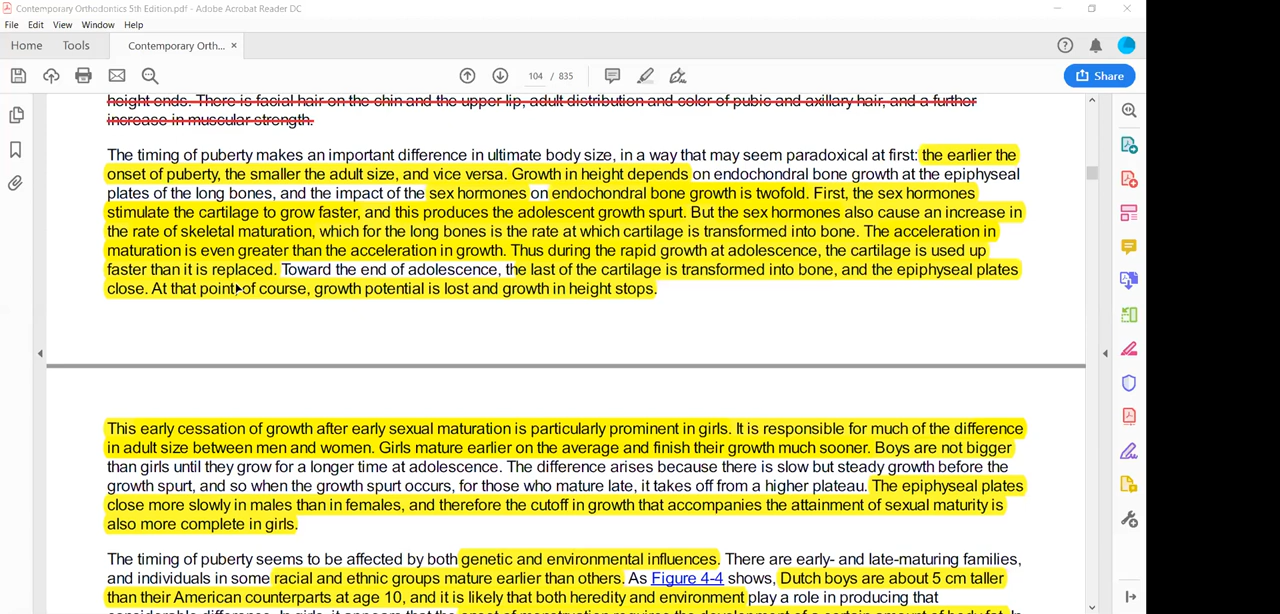 Contemporary Orthodontics 5th Edition.pdf - Adobe Acrobat Reader DC
File Edit View Window Help
Home Tools Contemporary Orth... ×
104 / 835
Share
height ends. There is facial hair on the chin and the upper lip, adult distribution and color of pubic and axillary hair, and a further
increase in muscular strength.
The timing of puberty makes an important difference in ultimate body size, in a way that may seem paradoxical at first: the earlier the
onset of puberty, the smaller the adult size, and vice versa. Growth in height depends on endochondral bone growth at the epiphyseal
plates of the long bones, and the impact of the sex hormones on endochondral bone growth is twofold. First, the sex hormones
stimulate the cartilage to grow faster, and this produces the adolescent growth spurt. But the sex hormones also cause an increase in
the rate of skeletal maturation, which for the long bones is the rate at which cartilage is transformed into bone. The acceleration in
maturation is even greater than the acceleration in growth. Thus during the rapid growth at adolescence, the cartilage is used up
faster than it is replaced. Toward the end of adolescence, the last of the cartilage is transformed into bone, and the epiphyseal plates
close. At that point, of course, growth potential is lost and growth in height stops.
This early cessation of growth after early sexual maturation is particularly prominent in girls. It is responsible for much of the difference
in adult size between men and women. Girls mature earlier on the average and finish their growth much sooner. Boys are not bigger
than girls until they grow for a longer time at adolescence. The difference arises because there is slow but steady growth before the
growth spurt, and so when the growth spurt occurs, for those who mature late, it takes off from a higher plateau. The epiphyseal plates
close more slowly in males than in females, and therefore the cutoff in growth that accompanies the attainment of sexual maturity is
also more complete in girls.
The timing of puberty seems to be affected by both genetic and environmental influences. There are early- and late-maturing families,
and individuals in some racial and ethnic groups mature earlier than others. As Figure 4-4 shows, Dutch boys are about 5 cm taller
than their American counterparts at age 10, and it is likely that both heredity and environment play a role in producing that
considerable difference. In girls, it appears that the onset of menstruation requires the development of a certain amount of body fat. In